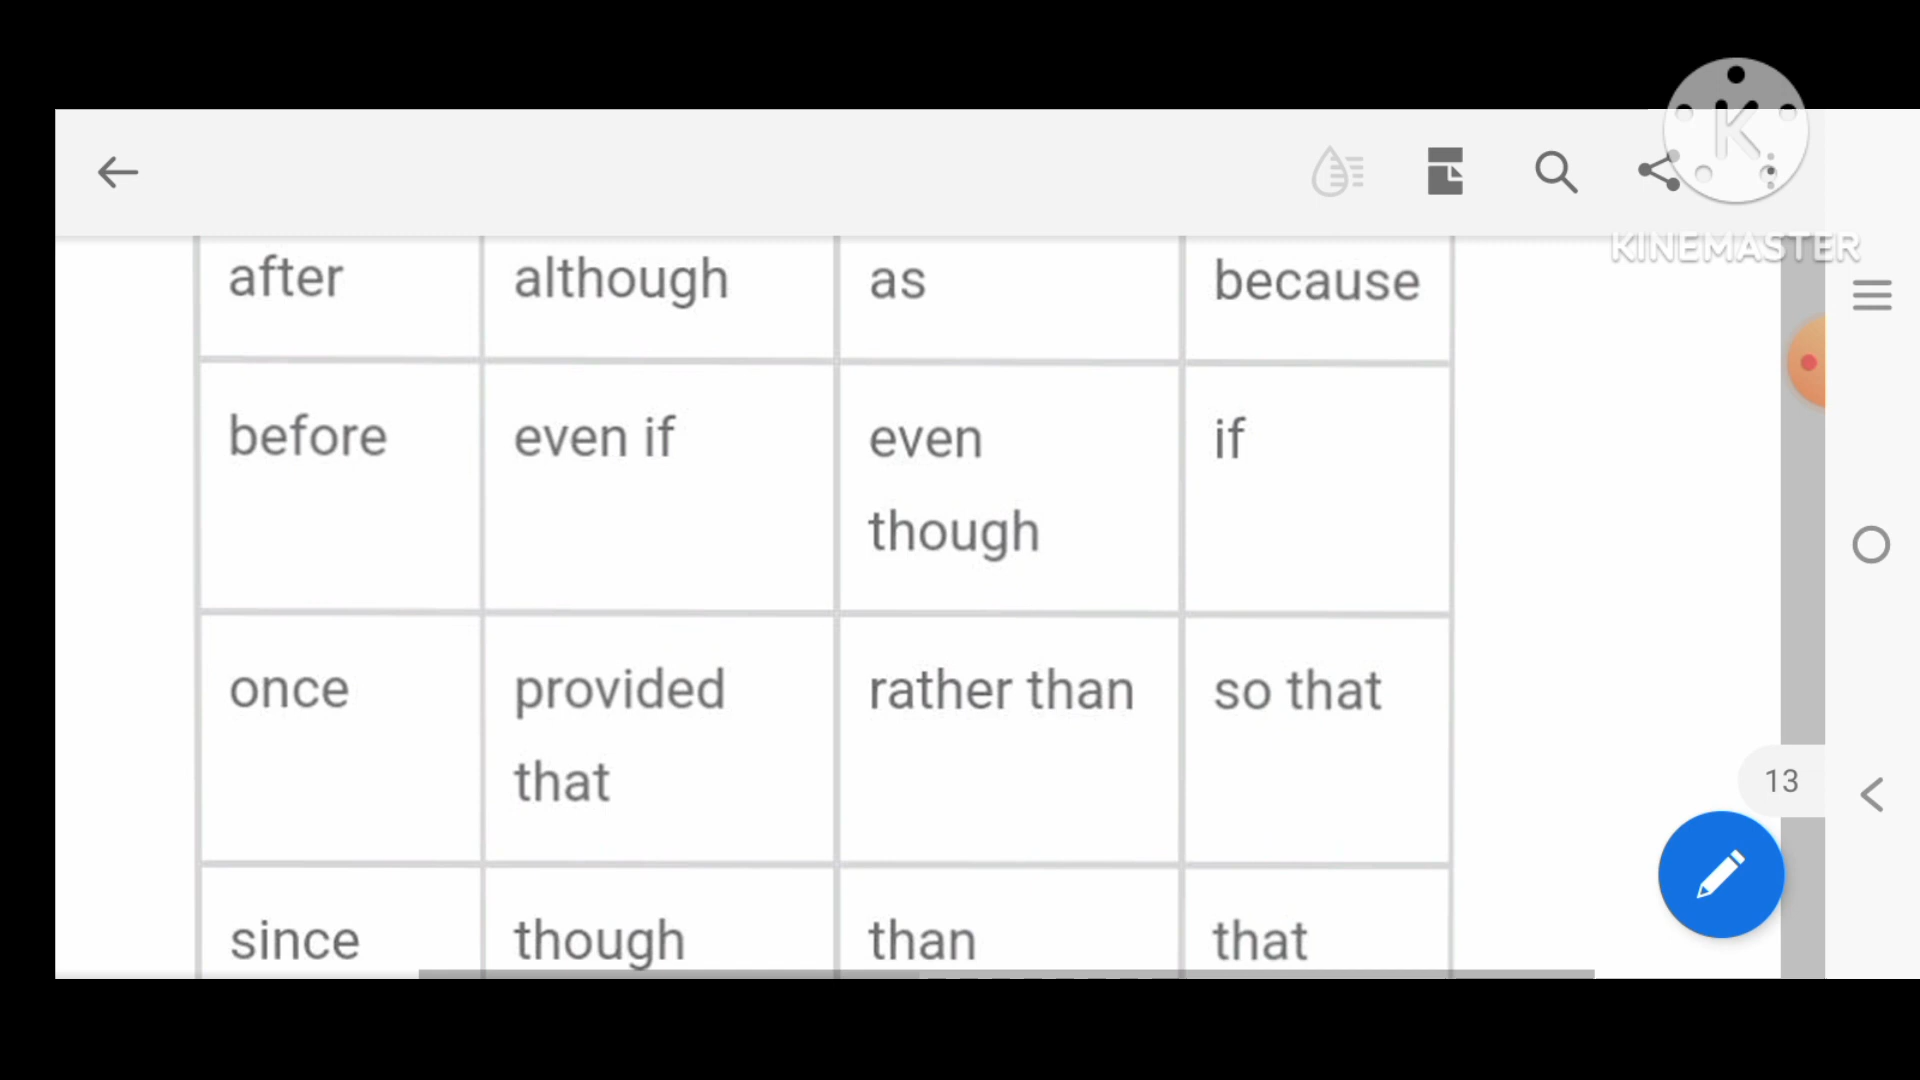 K
KINEMASTER
after although as because
before even if even if
though
once provided rather than so that
that
13
since though than that